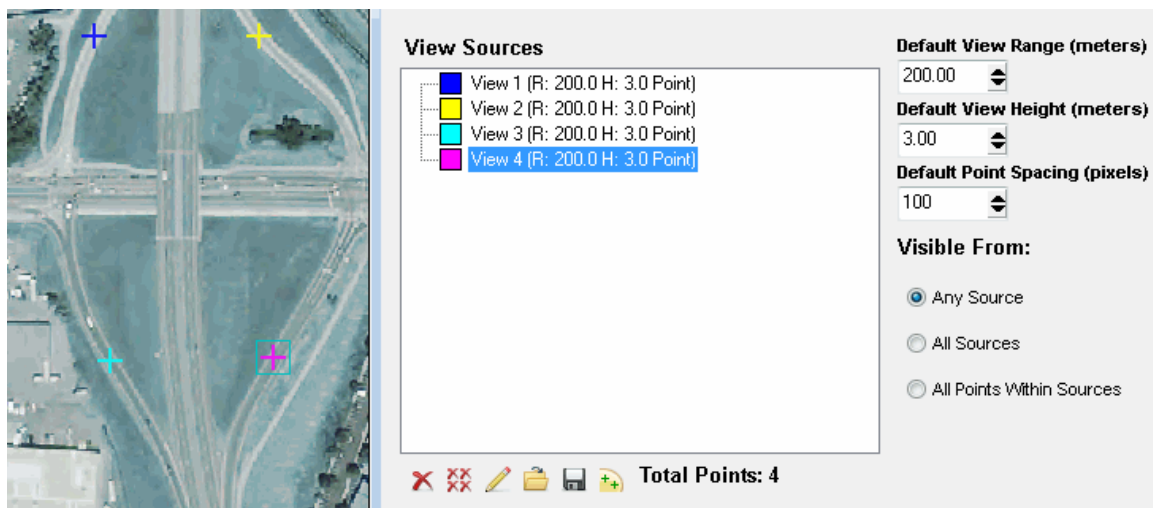 View Sources
View 1 (R: 200.0 H: 3.0 Point)
View 2 (R: 200.0 H: 3.0 Point)
View 3 (R: 200.0 H: 3.0 Point)
View 4 (R: 200.0 H: 3.0 Point)
Total Points: 4
Default View Range (meters)
200.00
Default View Height (meters)
3.00
Default Point Spacing (pixels)
100
Visible From:
Any Source
All Sources
All Points Within Sources